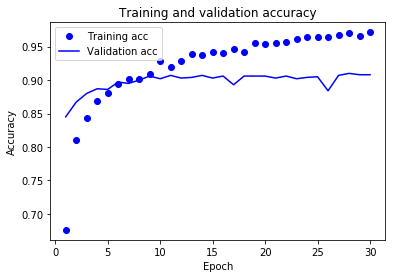 Training and validation accuracy
Training acc
Validation acc
0.95
0.90
0.85
0.80
0.75
0.70
Accuracy
0 5 10 15 20 25 30
Epoch